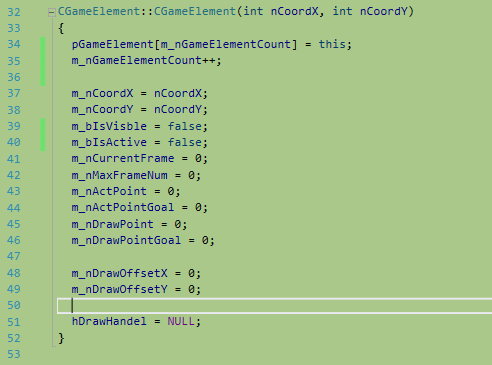 32 CGameElement::CGameElement(int nCoordX, int nCoordY)
33 {
34 pGameElement[m_nGameElementCount] = this;
35 m_nGameElementCount++;
36
37 m_nCoordX = nCoordX;
38 m_nCoordY = nCoordY;
39 m_bIsVisble = false;
40 m_bIsActive = false;
41 m_nCurrentFrame = 0;
42 m_nMaxFrameNum = 0;
43 m_nActPoint = 0;
44 m_nActPointGoal = 0;
45 m_nDrawPoint = 0;
46 m_nDrawPointGoal = 0;
47
48 m_nDrawOffsetX = 0;
49 m_nDrawOffsetY = 0;
50
51 hDrawHandel = NULL;
52 }
53